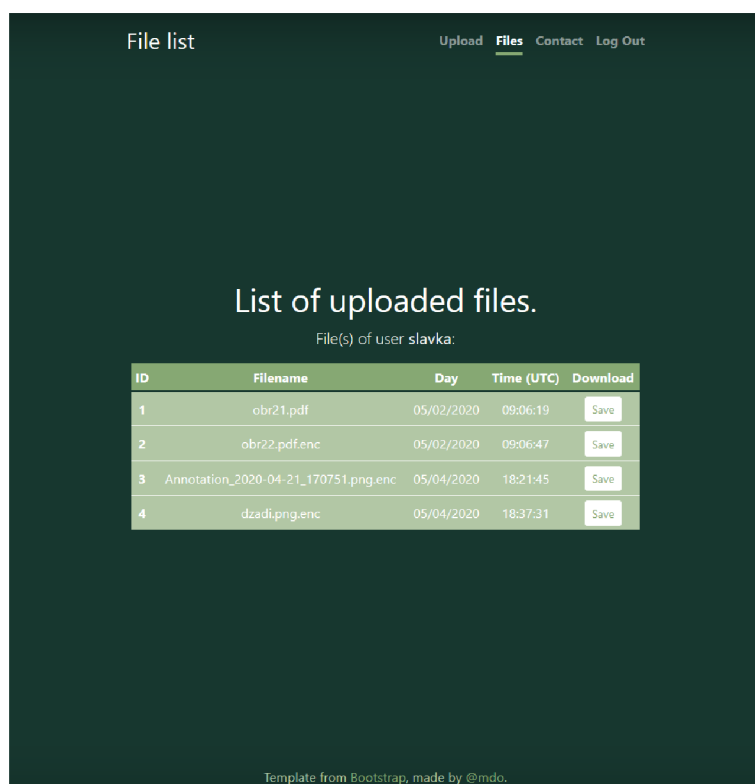 File list Upload Files Contact Log Out
List of uploaded files.
File(s) of user slavka:
ID Filename Day Time (UTC) Download
1 obr21.pdf 05/02/2020 09:06:19 Save
2 obr22.pdf.enc 05/02/2020 09:06:47 Save
3 Annotation_2020-04-21_170751.png.enc 05/04/2020 18:21:45 Save
4 dzadi.png.enc 05/04/2020 18:37:31 Save
Template from Bootstrap, made by @mdo.